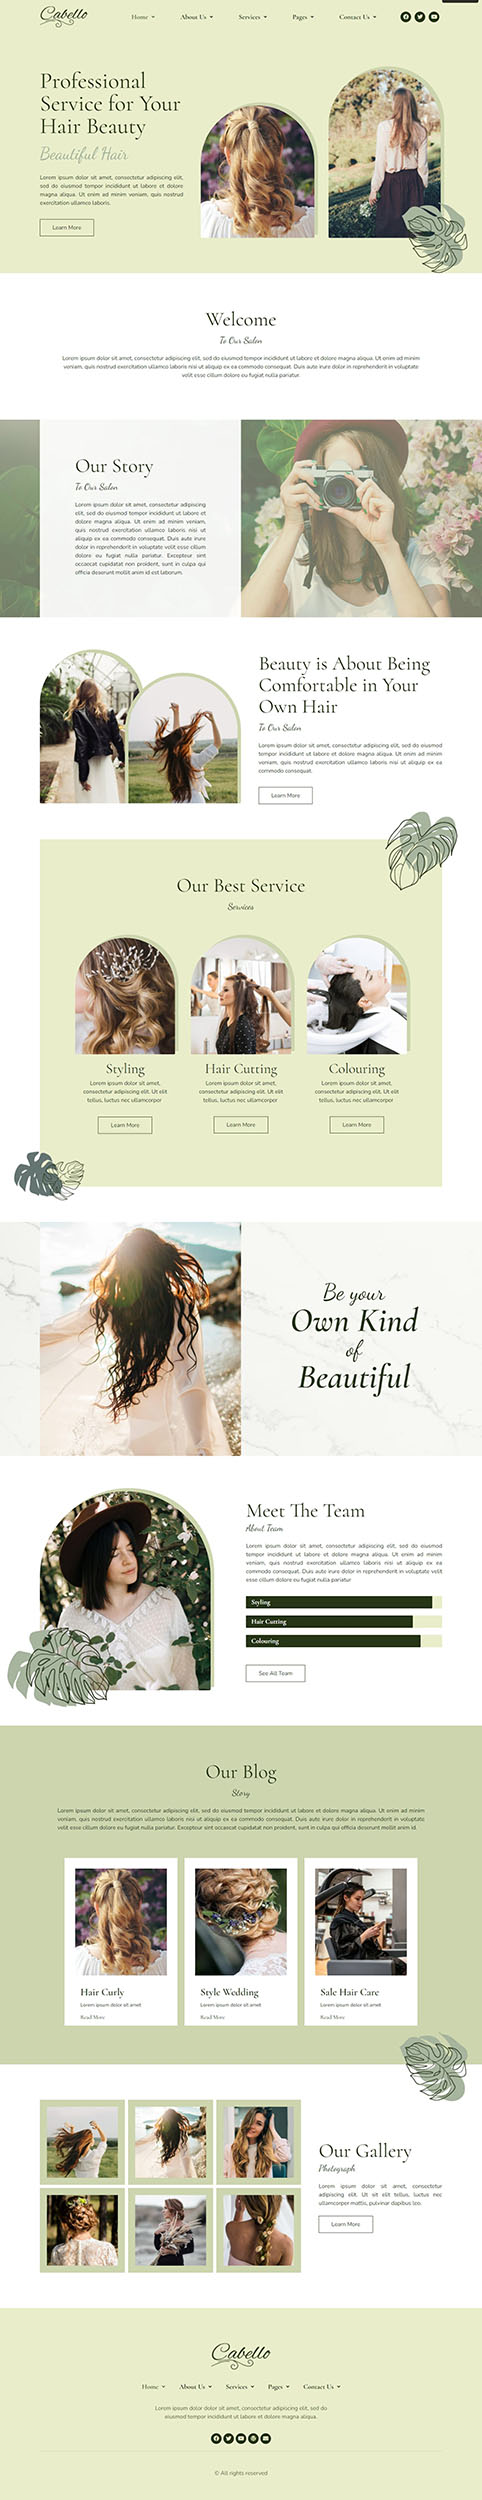 Cabello
Home About Us Services Pages Contact Us
Professional
Service for Your
Hair Beauty
Beautiful Hair
Lorem ipsum dolor sit amet, consectetur adipiscing elit,
sed do eiusmod tempor incididunt ut labore et dolore
magna aliqua. Ut enim ad minim veniam, quis nostrud
exercitation ullamco laboris.
Learn More
Welcome
To Our Salon
Lorem ipsum dolor sit amet, consectetur adipiscing elit, sed do eiusmod tempor incididunt ut labore et dolore magna aliqua. Ut enim ad minim
veniam, quis nostrud exercitation ullamco laboris nisi ut aliquip ex ea commodo consequat. Duis aute irure dolor in reprehenderit in voluptate
velit esse cillum dolore eu fugiat nulla pariatur.
Our Story
To Our Salon
Lorem ipsum dolor sit amet, consectetur adipiscing
elit, sed do eiusmod tempor incididunt ut labore et
dolore magna aliqua. Ut enim ad minim veniam,
quis nostrud exercitation ullamco laboris nisi ut
aliquip ex ea commodo consequat. Duis aute irure
dolor in reprehenderit in voluptate velit esse cillum
dolore eu fugiat nulla pariatur. Excepteur sint
occaecat cupidatat non proident, sunt in culpa qui
officia deserunt mollit anim id est laborum.
Beauty is About Being
Comfortable in Your
Own Hair
To Our Salon
Lorem ipsum dolor sit amet, consectetur adipiscing elit, sed do eiusmod
tempor incididunt ut labore et dolore magna aliqua. Ut enim ad minim
veniam, quis nostrud exercitation ullamco laboris nisi ut aliquip ex ea
commodo consequat.
Learn More
Our Best Service
Services
Styling
Lorem ipsum dolor sit amet,
consectetur adipiscing elit. Ut elit
tellus, luctus nec ullamcorper
Learn More
Hair Cutting
Lorem ipsum dolor sit amet,
consectetur adipiscing elit. Ut elit
tellus, luctus nec ullamcorper
Learn More
Colouring
Lorem ipsum dolor sit amet,
consectetur adipiscing elit. Ut elit
tellus, luctus nec ullamcorper
Learn More
Be your
Own Kind
of
Beautiful
Meet The Team
About Team
Lorem ipsum dolor sit amet, consectetur adipiscing elit, sed do eiusmod
tempor incididunt ut labore et dolore magna aliqua. Ut enim ad minim
veniam, quis nostrud exercitation ullamco laboris nisi ut aliquip ex ea
commodo consequat. Duis aute irure dolor in reprehenderit in voluptate velit
esse cillum dolore eu fugiat nulla pariatur
Styling
Hair Cutting
Colouring
See All Team
Our Blog
Story
Lorem ipsum dolor sit amet, consectetur adipiscing elit, sed do eiusmod tempor incididunt ut labore et dolore magna aliqua. Ut enim ad minim
veniam, quis nostrud exercitation ullamco laboris nisi ut aliquip ex ea commodo consequat. Duis aute irure dolor in reprehenderit in voluptate
velit esse cillum dolore eu fugiat nulla pariatur. Excepteur sint occaecat cupidatat non proident, sunt in culpa qui officia deserunt mollit anim id.
Hair Curly
Lorem ipsum dolor sit amet
Read More
Style Wedding
Lorem ipsum dolor sit amet
Read More
Sale Hair Care
Lorem ipsum dolor sit amet
Read More
Our Gallery
Photograph
Lorem ipsum dolor sit amet, consectetur
adipiscing elit. Ut elit tellus, luctus nec
ullamcorper mattis, pulvinar dapibus leo.
Learn More
Cabello
Home About Us Services Pages Contact Us
Lorem ipsum dolor dolor sit amet, consectetur adipiscing elit, sed do
eiusmod tempor incididunt ut labore et dolore magna aliqua.
© All rights reserved